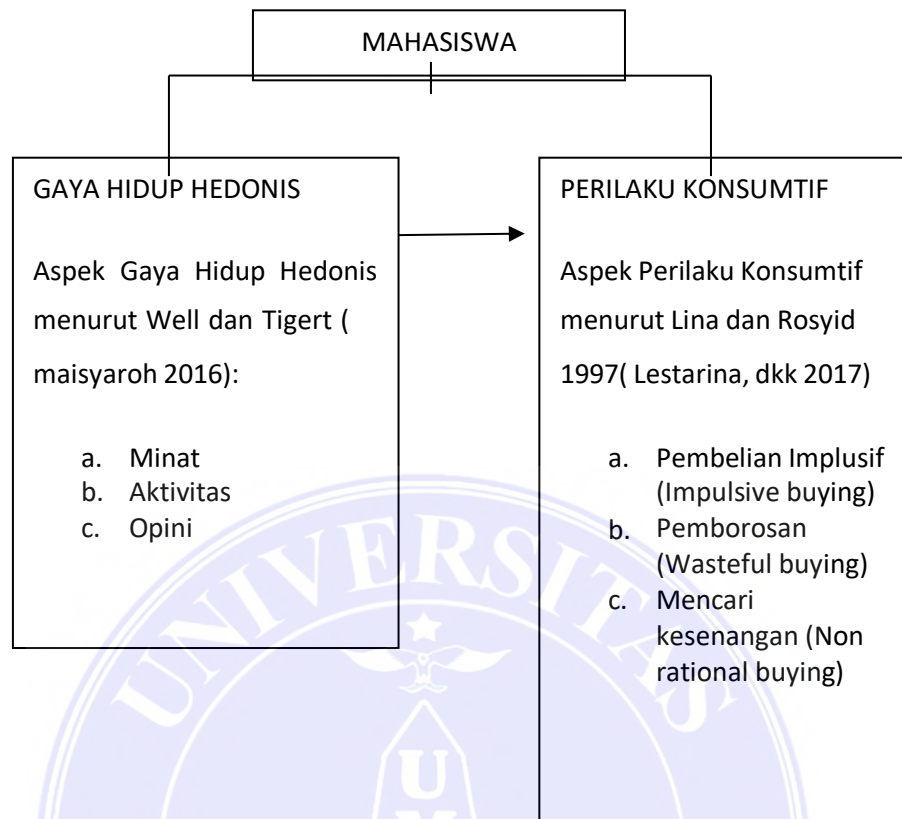 MAHASISWA
GAYA HIDUP HEDONIS
Aspek Gaya Hidup Hedonis
menurut Well dan Tigert (
maisyaroh 2016):
a. Minat
b. Aktivitas
c. Opini
PERILAKU KONSUMTIF
Aspek Perilaku Konsumtif
menurut Lina dan Rosyid
1997( Lestarina, dkk 2017)
a. Pembelian Implusif
(Impulsive buying)
b. Pemborosan
(Wasteful buying)
c. Mencari
kesenangan (Non
rational buying)
UNIVERSITAS
U